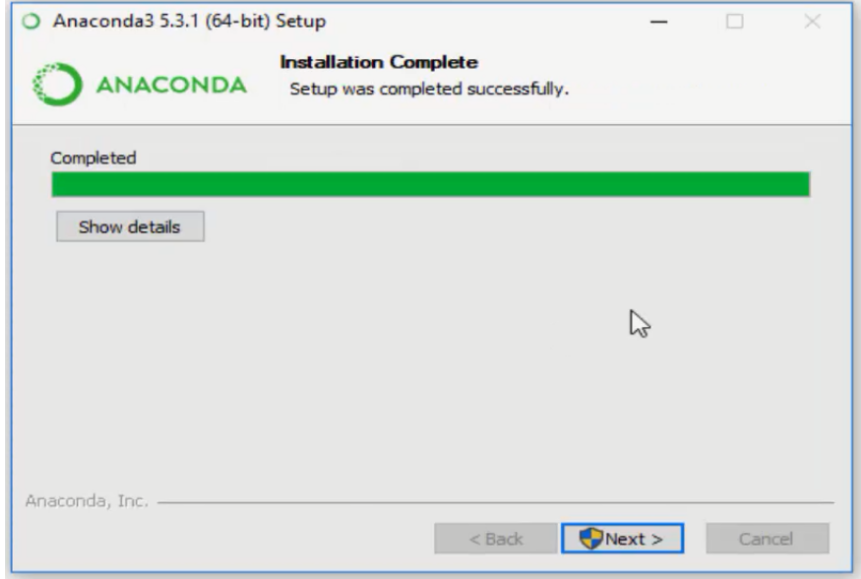 Anaconda3 5.3.1 (64-bit) Setup
ANACONDA
Installation Complete
Setup was completed successfully.
Completed
Show details
Anaconda, Inc.
< Back
Next >
Cancel